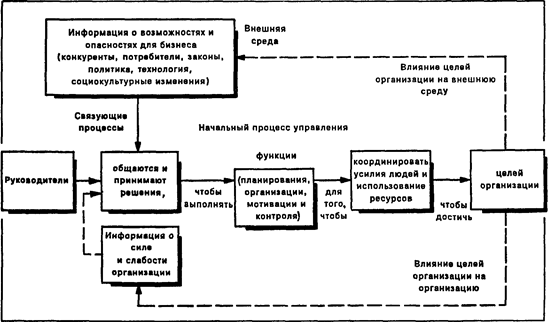 Информация о возможностях и
опасностях для бизнеса
(конкуренты, потребители, законы,
политика, технология,
социокультурные изменения)
Внешняя
среда
Влияние целей
организации на внешнюю
среду
Связующие
процессы
Начальный процесс управления
Руководители
общаются и
принимают
решения,
чтобы
выполнять
функции
(планирования,
организации,
мотивации и
контроля)
для
того,
чтобы
координировать
усилия людей и
использование
ресурсов
чтобы
достичь
целей
организации
Информация о
силе
и слабости
организации
Влияние целей
организации на
организацию